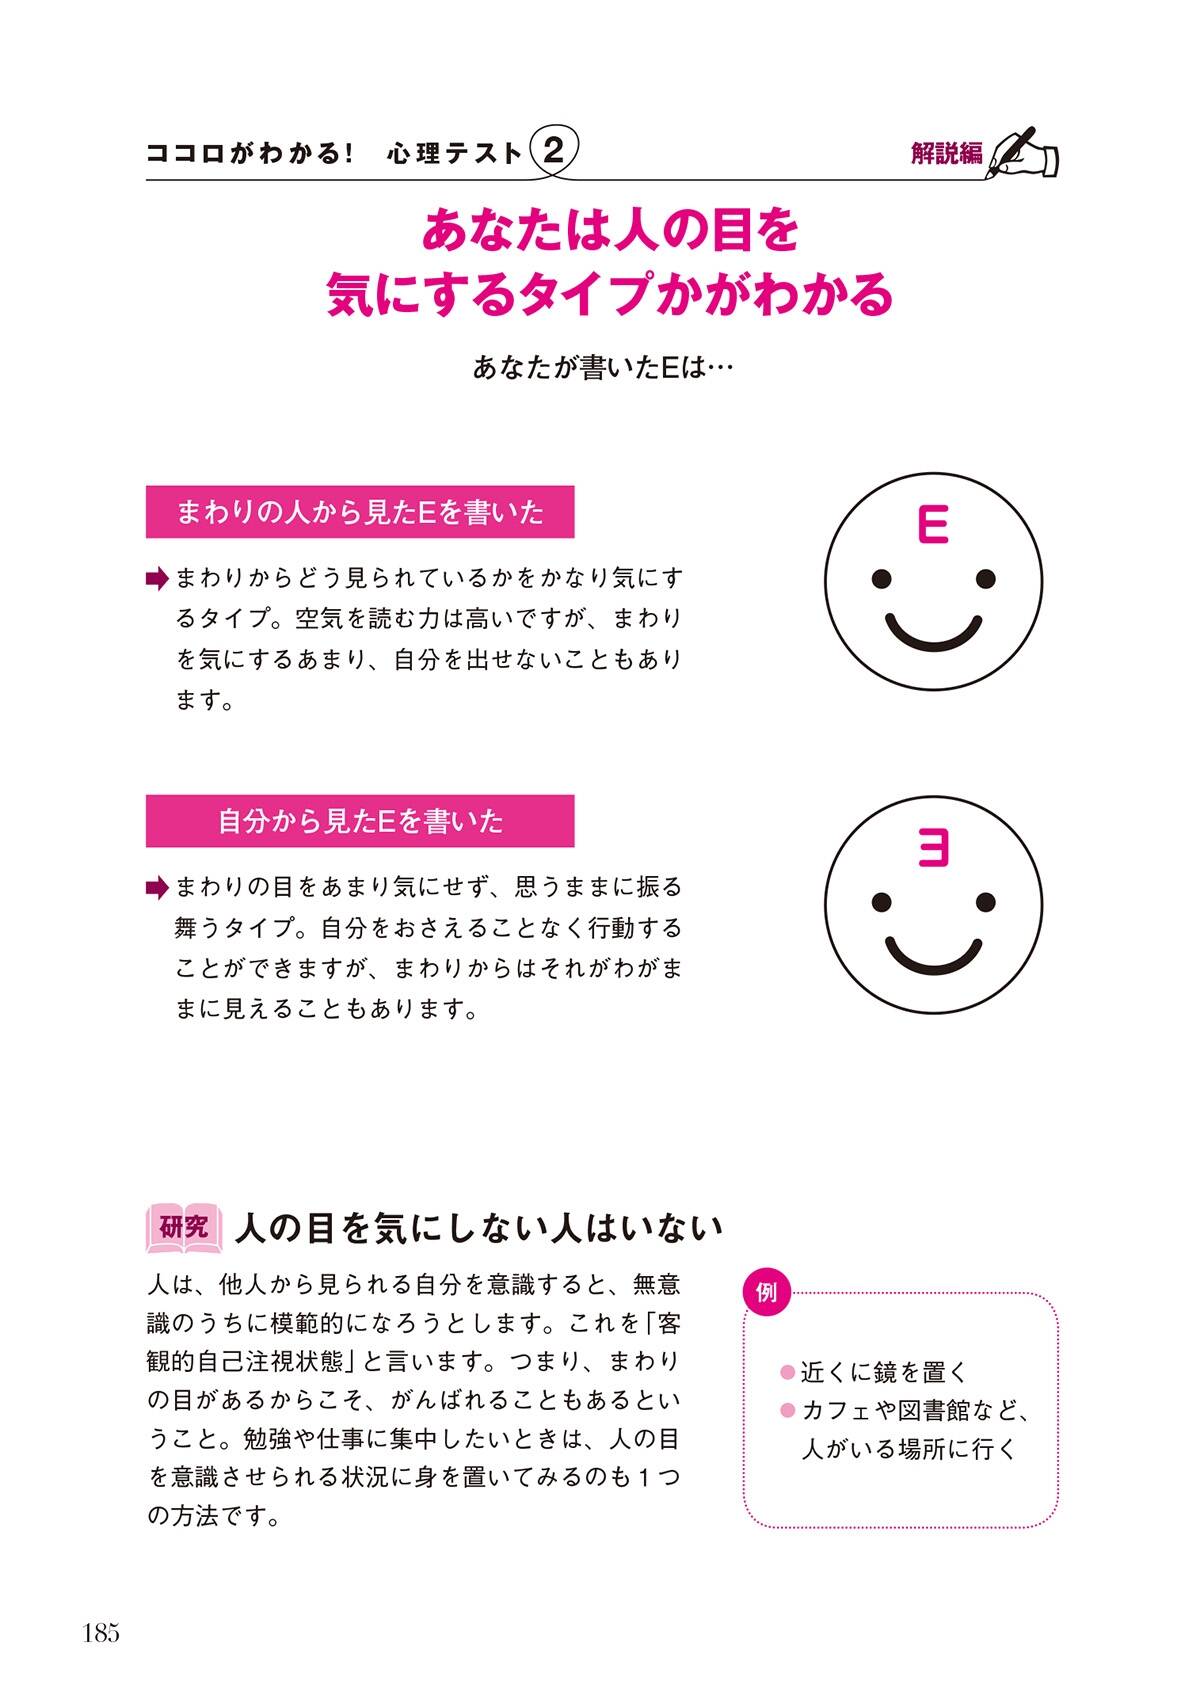 ココロがわかる！　心理テスト②
解説編
あなたは人の目を
気にするタイプかがわかる
あなたが書いたEは…
まわりの人から見たEを書いた
まわりからどう見られているかをかなり気にす
るタイプ。空気を読む力は高いですが、まわり
を気にするあまり、自分を出せないこともあり
ます。
E
自分から見たEを書いた
まわりの目をあまり気にせず、思うままに振る
舞うタイプ。自分をおさえることなく行動する
ことができますが、まわりからはそれがわがま
まに見えることもあります。
Ǝ
研究 人の目を気にしない人はいない
人は、他人から見られる自分を意識すると、無意
識のうちに模範的になろうとします。これを「客
観的自己注視状態」と言います。つまり、まわり
の目があるからこそ、がんばれることもあるとい
うこと。勉強や仕事に集中したいときは、人の目
を意識させられる状況に身を置いてみるのも１つ
の方法です。
例
●近くに鏡を置く
●カフェや図書館など、
人がいる場所に行く
185